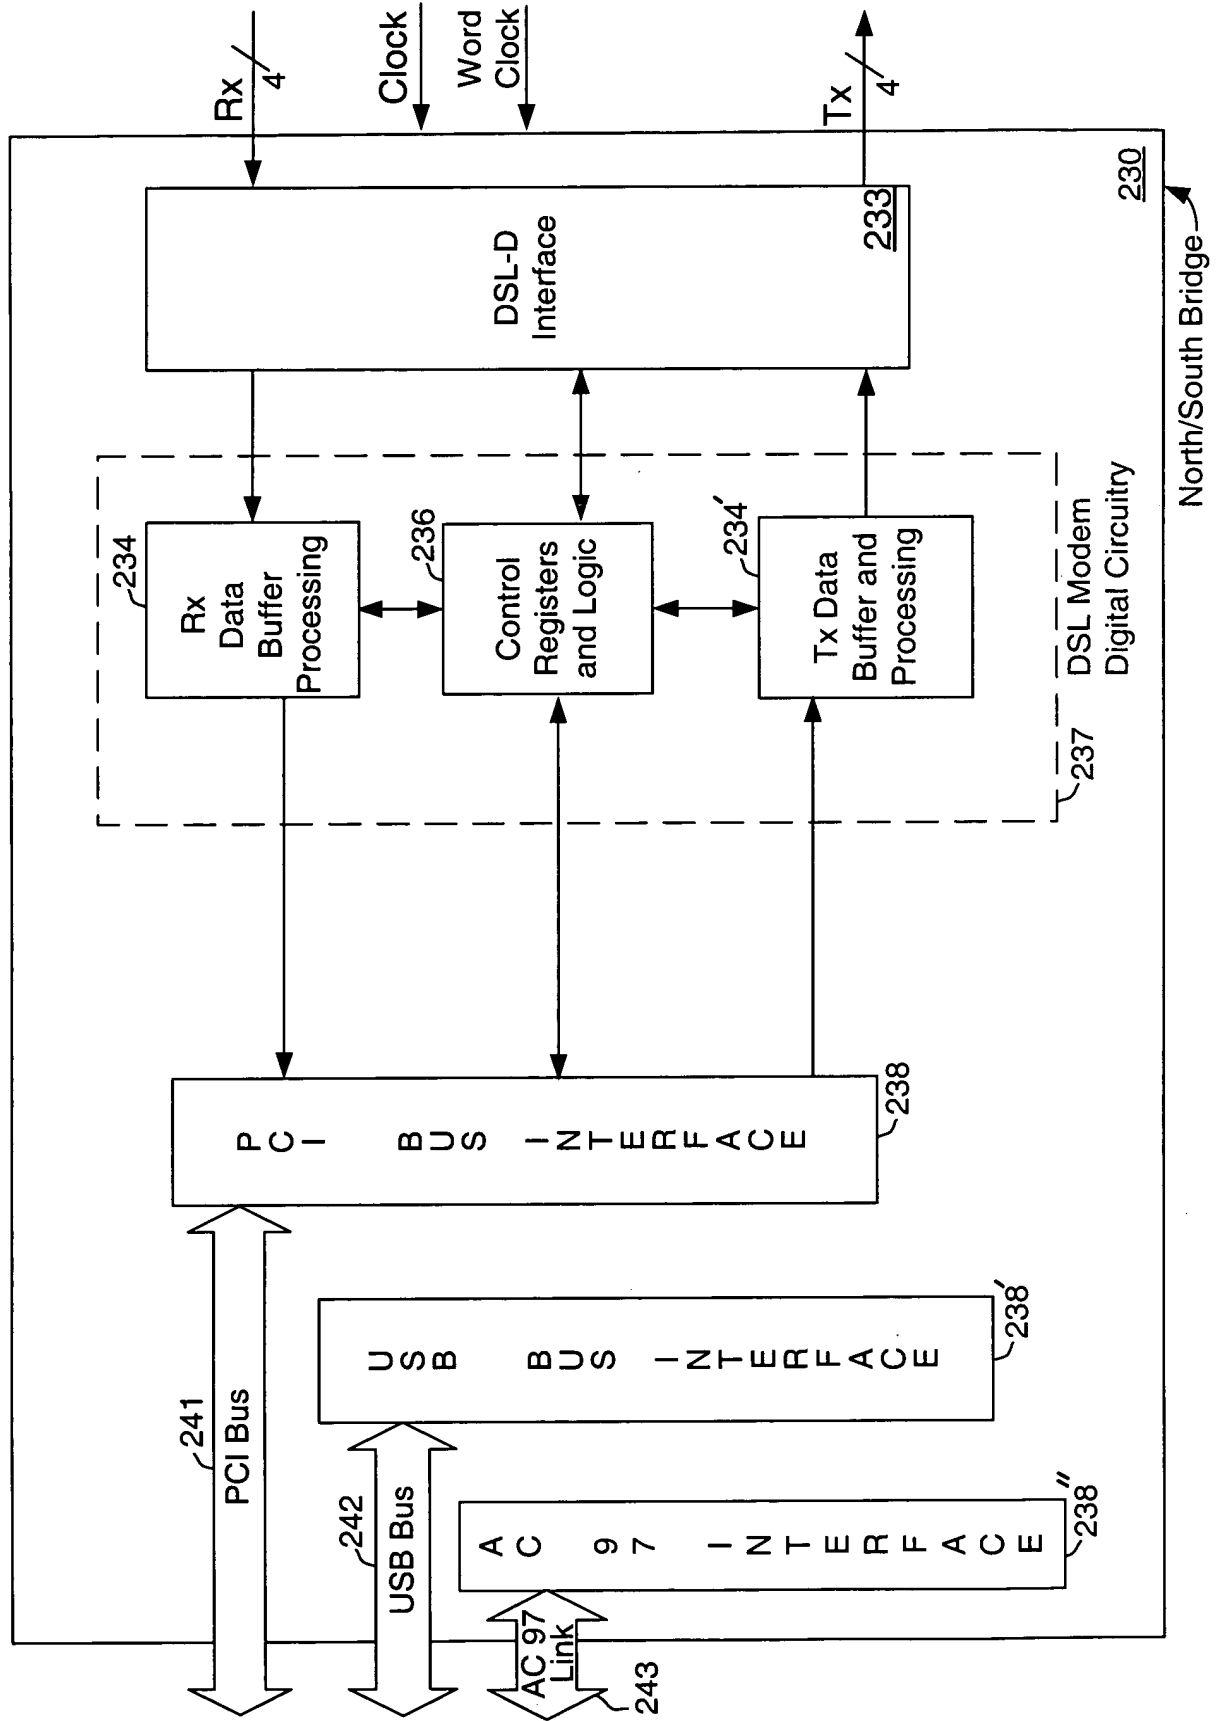 Rx
4
Clock
Word
Clock
Tx
4
230
North/South Bridge
DSL-D
Interface
233
234
Rx
Data
Buffer
Processing
236
Control
Registers
and Logic
234'
Tx Data
Buffer and
Processing
DSL Modem
Digital Circuitry
237
PCI BUS INTERFACE
238
USB BUS INTERFACE
238'
AC 97 INTERFACE
238"
241
PCI Bus
242
USB Bus
AC 97
Link
243